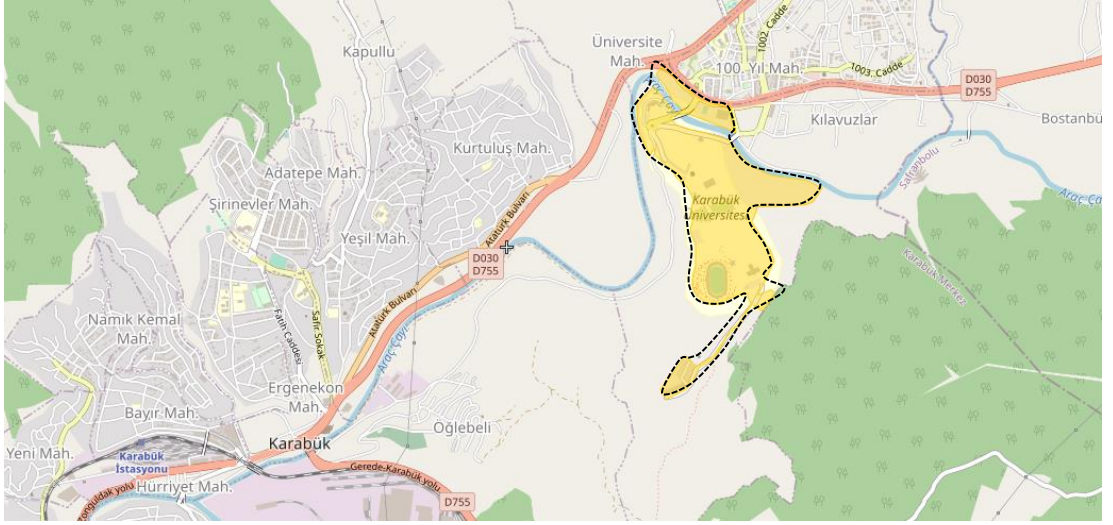 Kapullu
Üniversite
Mah.
1002. Cadde
100. Yıl Mah.
1003. Cadde
D030
D755
Kılavuzlar
Bostanbü
Araç Çayı
Kurtuluş Mah.
Adatepe Mah.
Şirinevler Mah.
Yeşil Mah.
Atatürk Bulvarı
D030
D755
Karabük
Üniversitesi
Safranbolu
Karabük Merkez
Araç Ça
Namık Kemal
Mah.
Fatih Caddesi
Safir Sokak
Atatürk Bulvarı
Araç Çayı
Ergenekon
Mah.
Bayır Mah.
Öğlebeli
Karabük
Yeni Mah.
Karabük
İstasyonu
Hürriyet Mah.
Zonguldak yolu
Gerede-Karabük yolu
D755